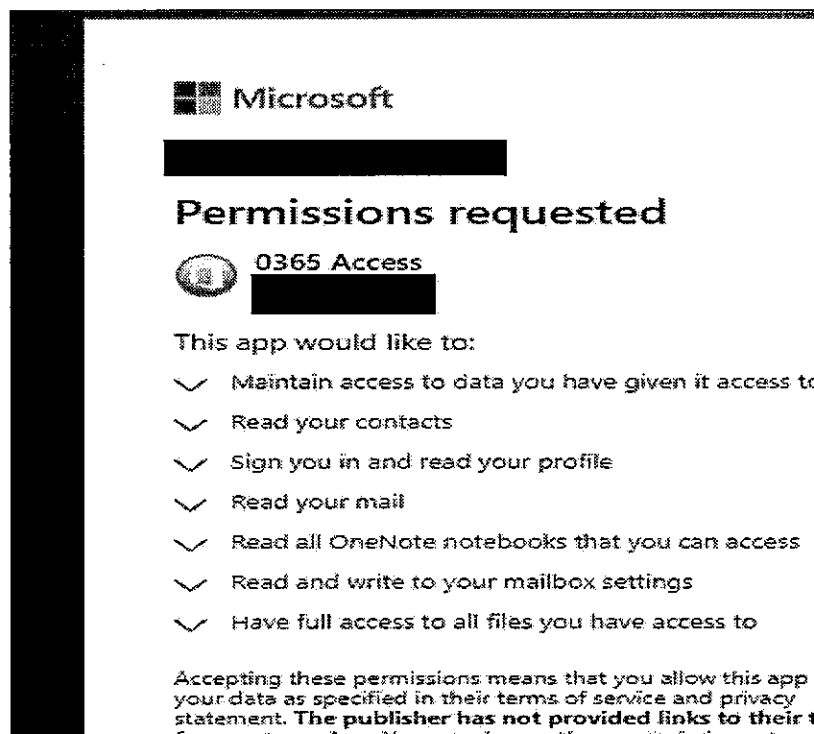 Microsoft
Permissions requested
0365 Access
This app would like to:
Maintain access to data you have given it access to
Read your contacts
Sign you in and read your profile
Read your mail
Read all OneNote notebooks that you can access
Read and write to your mailbox settings
Have full access to all files you have access to
Accepting these permissions means that you allow this app
your data as specified in their terms of service and privacy
statement. The publisher has not provided links to their t